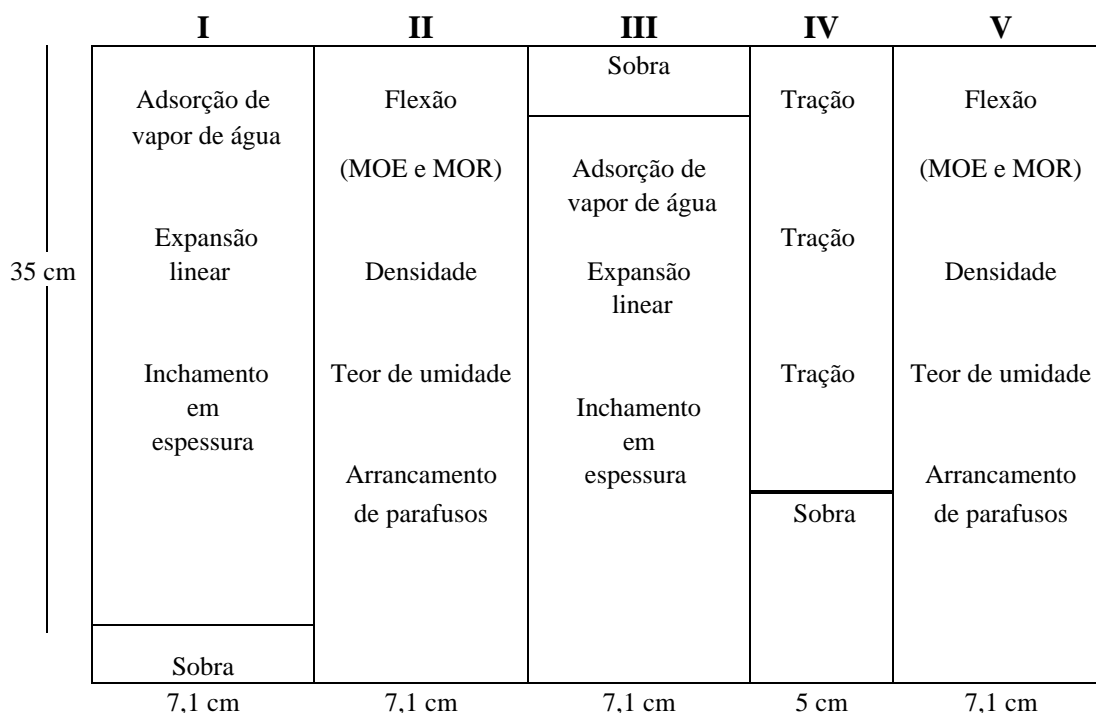 I II III IV V
Sobra
Adsorção de Flexão Tração Flexão
vapor de água
(MOE e MOR) Adsorção de (MOE e MOR)
vapor de água
Expansão Tração
35 cm linear Densidade Expansão Densidade
linear
Inchamento Teor de umidade Tração Teor de umidade
em Inchamento
espessura em
Arrancamento espessura Arrancamento
de parafusos Sobra de parafusos
Sobra
7,1 cm 7,1 cm 7,1 cm 5 cm 7,1 cm